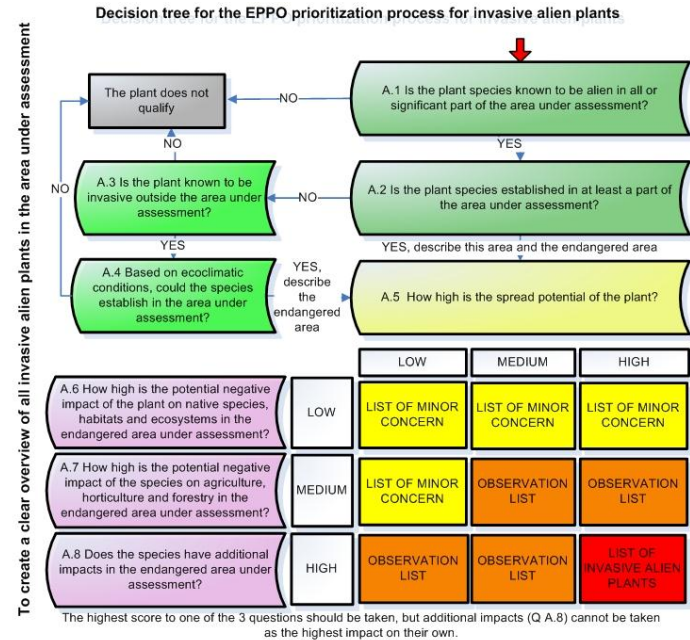 Decision tree for the EPPO prioritization process for invasive alien plants
To create a clear overview of all invasive alien plants in the area under assessment
The plant does not
qualify
NO
A.1 Is the plant species known to be alien in all or
significant part of the area under assessment?
NO
YES
NO
A.3 Is the plant known to be
invasive outside the area under
assessment?
NO
A.2 Is the plant species established in at least a part of
the area under assessment?
YES
YES, describe this area and the endangered area
A.4 Based on ecoclimatic
conditions, could the species
establish in the area under
assessment?
YES,
describe
the
endangered
area
A.5 How high is the spread potential of the plant?
LOW
MEDIUM
HIGH
A.6 How high is the potential negative
impact of the plant on native species,
habitats and ecosystems in the
endangered area under assessment?
LOW
LIST OF MINOR
CONCERN
LIST OF MINOR
CONCERN
LIST OF MINOR
CONCERN
A.7 How high is the potential negative
impact of the species on agriculture,
horticulture and forestry in the
endangered area under assessment?
MEDIUM
LIST OF MINOR
CONCERN
OBSERVATION
LIST
OBSERVATION
LIST
A.8 Does the species have additional
impacts in the endangered area under
assessment?
HIGH
OBSERVATION
LIST
OBSERVATION
LIST
LIST OF
INVASIVE ALIEN
PLANTS
The highest score to one of the 3 questions should be taken, but additional impacts (Q A.8) cannot be taken
as the highest impact on their own.